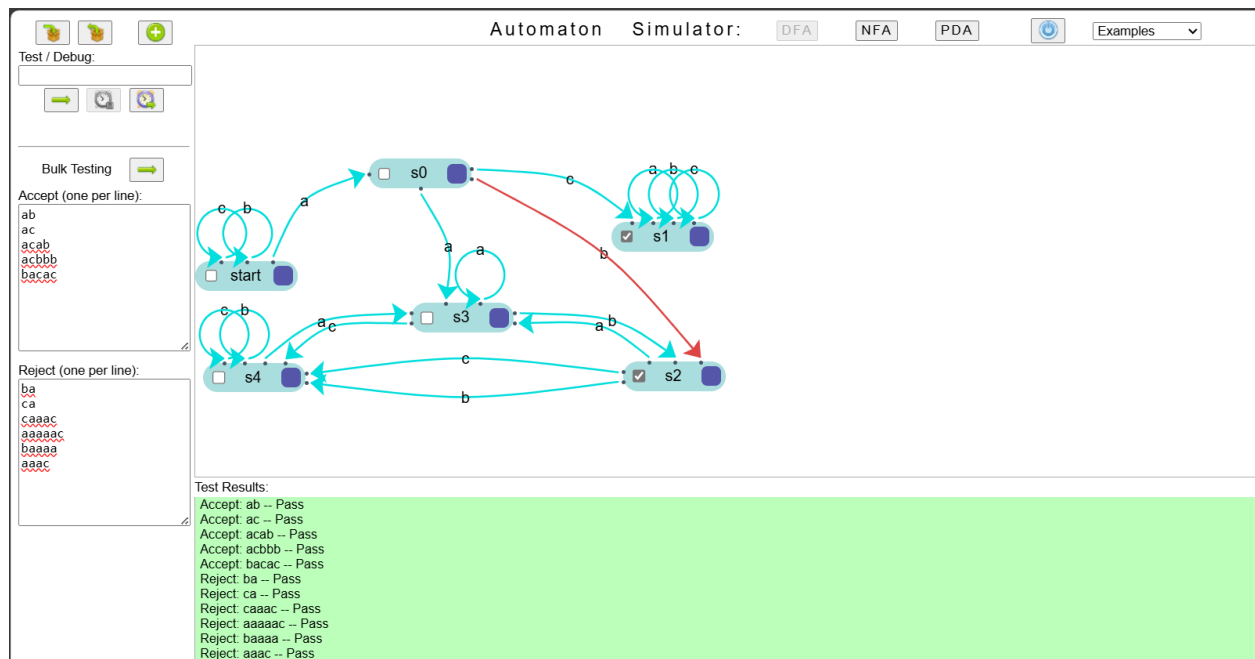 Automaton Simulator: DFA NFA PDA Examples
Test / Debug:
Bulk Testing
Accept (one per line):
ab
ac
acab
acbbb
bacac
Reject (one per line):
ba
ca
caaac
aaaaac
baaaa
aaac
s0
a b c
c
s1
a
c b
b
start
a
a
s3
c b
a
c
b
a
s4
c
s2
b
Test Results:
Accept: ab -- Pass
Accept: ac -- Pass
Accept: acab -- Pass
Accept: acbbb -- Pass
Accept: bacac -- Pass
Reject: ba -- Pass
Reject: ca -- Pass
Reject: caaac -- Pass
Reject: aaaaac -- Pass
Reject: baaaa -- Pass
Reject: aaac -- Pass